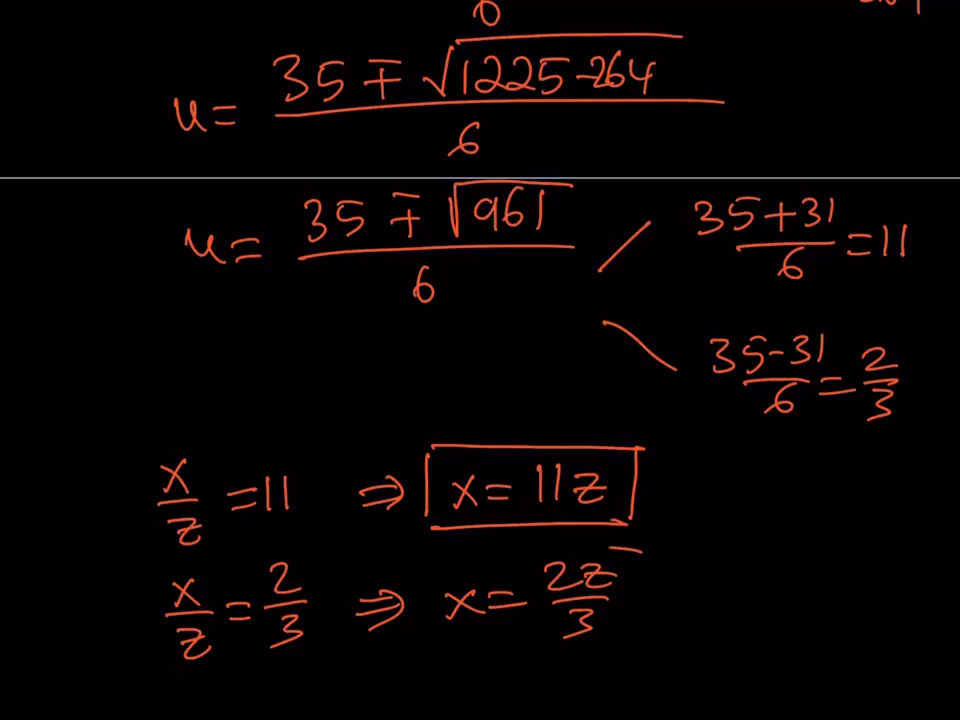 0
u= 35 ∓ √1225-264 / 6
u= 35 ∓ √961 / 6
35+31 / 6 =11
35-31 / 6 = 2/3
x/z =11 ⇒ x= 11z
x/z = 2/3 ⇒ x= 2z/3